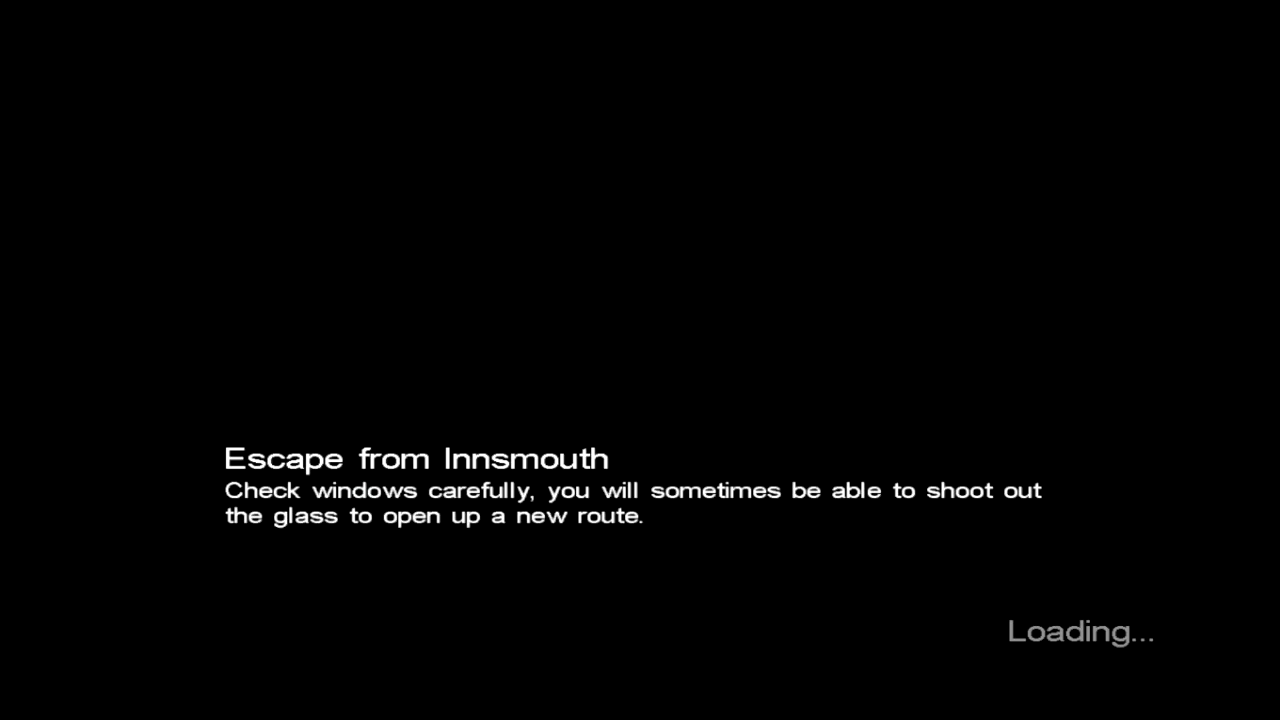 Escape from Innsmouth
Check windows carefully, you will sometimes be able to shoot out
the glass to open up a new route.
Loading...